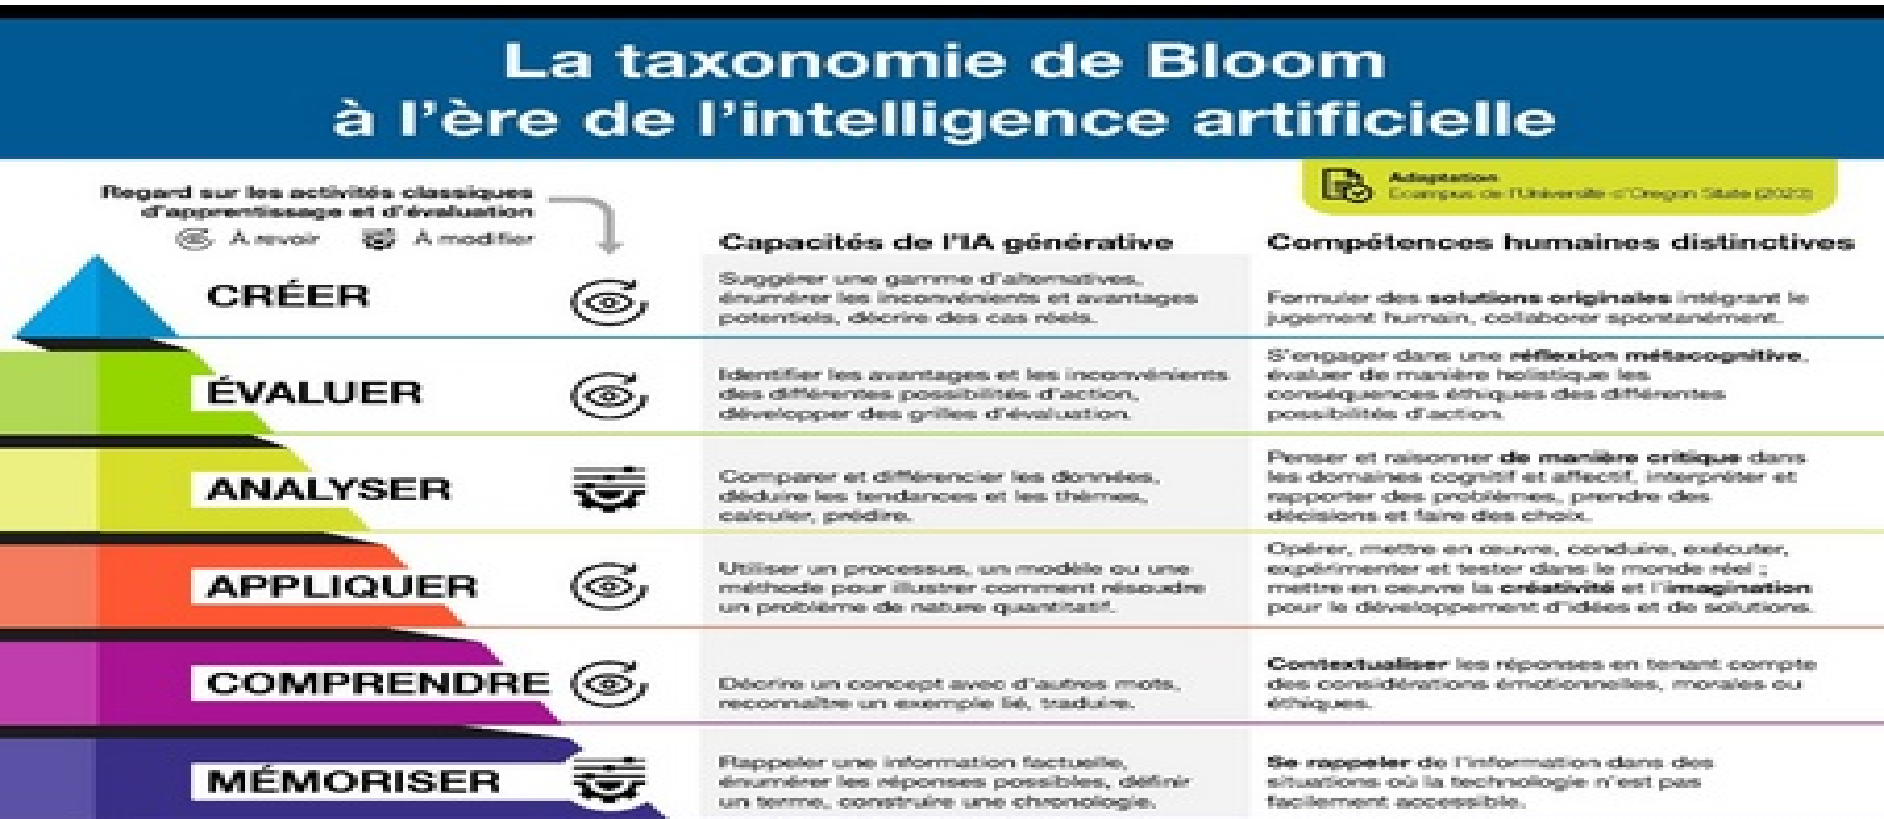 La taxonomie de Bloom
à l'ère de l'intelligence artificielle
Regard sur les activités classiques
d'apprentissage et d'évaluation
À revoir À modifier
Adaptation
Ecampus de l'Université d'Oregon State (2023)
Capacités de l'IA générative
Compétences humaines distinctives
CRÉER
Suggérer une gamme d'alternatives,
énumérer les inconvénients et avantages
potentiels, décrire des cas réels.
Formuler des solutions originales intégrant le
jugement humain, collaborer spontanément.
ÉVALUER
Identifier les avantages et les inconvénients
des différentes possibilités d'action,
développer des grilles d'évaluation.
S'engager dans une réflexion métacognitive,
évaluer de manière holistique les
conséquences éthiques des différentes
possibilités d'action.
ANALYSER
Comparer et différencier les données,
déduire les tendances et les thèmes,
calculer, prédire.
Penser et raisonner de manière critique dans
les domaines cognitif et affectif, interpréter et
rapporter des problèmes, prendre des
décisions et faire des choix.
APPLIQUER
Utiliser un processus, un modèle ou une
méthode pour illustrer comment résoudre
un problème de nature quantitatif.
Opérer, mettre en œuvre, conduire, exécuter,
expérimenter et tester dans le monde réel ;
mettre en oeuvre la créativité et l'imagination
pour le développement d'idées et de solutions.
COMPRENDRE
Décrire un concept avec d'autres mots,
reconnaître un exemple lié, traduire.
Contextualiser les réponses en tenant compte
des considérations émotionnelles, morales ou
éthiques.
MÉMORISER
Rappeler une information factuelle,
énumérer les réponses possibles, définir
un terme, construire une chronologie.
Se rappeler de l'information dans des
situations où la technologie n'est pas
facilement accessible.